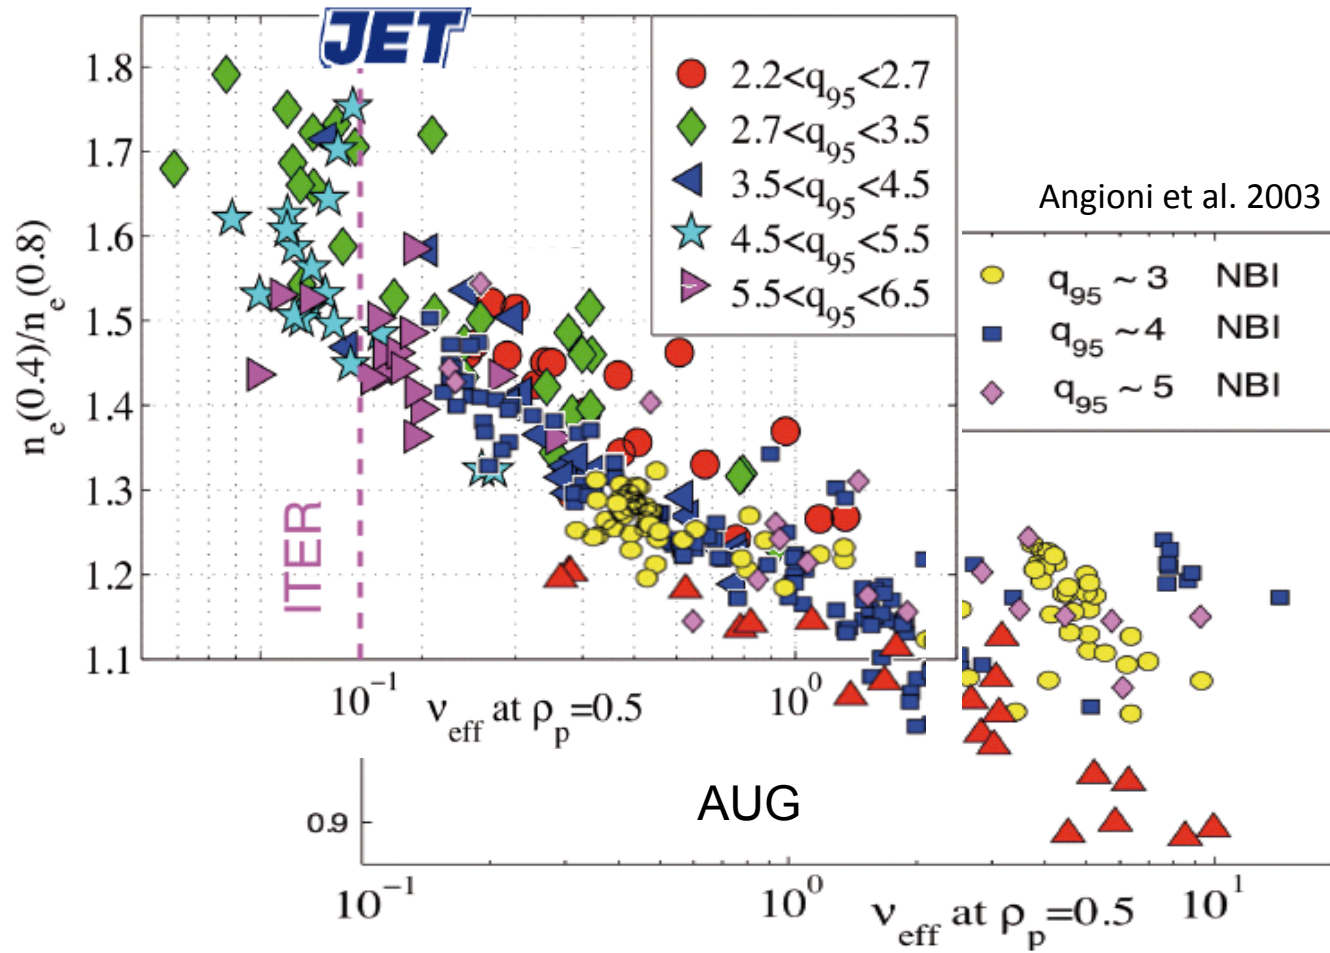 JET
1.8
1.7
1.6
1.5
1.4
1.3
1.2
1.1
n_e(0.4)/n_e(0.8)
2.2<q_95<2.7
2.7<q_95<3.5
3.5<q_95<4.5
4.5<q_95<5.5
5.5<q_95<6.5
Angioni et al. 2003
q_95 ~ 3 NBI
q_95 ~ 4 NBI
q_95 ~ 5 NBI
ITER
10^-1
10^0
ν_eff at ρ_p=0.5
AUG
0.9
10^-1
10^0
10^1
ν_eff at ρ_p=0.5